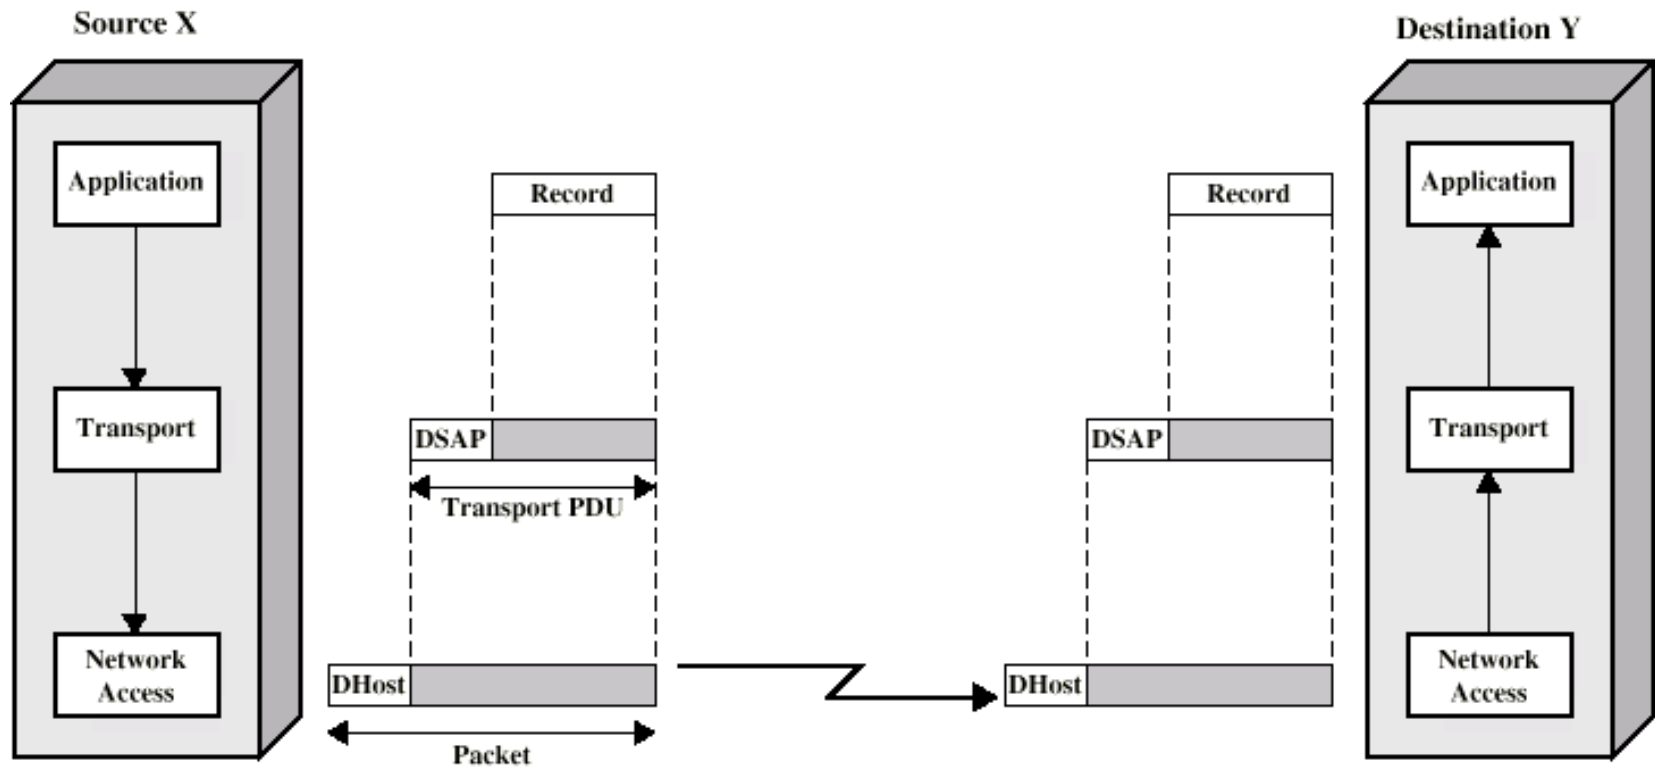 Source X
Destination Y
Application
Record
Record
Application
Transport
DSAP
DSAP
Transport
Transport PDU
Network
Access
DHost
DHost
Network
Access
Packet